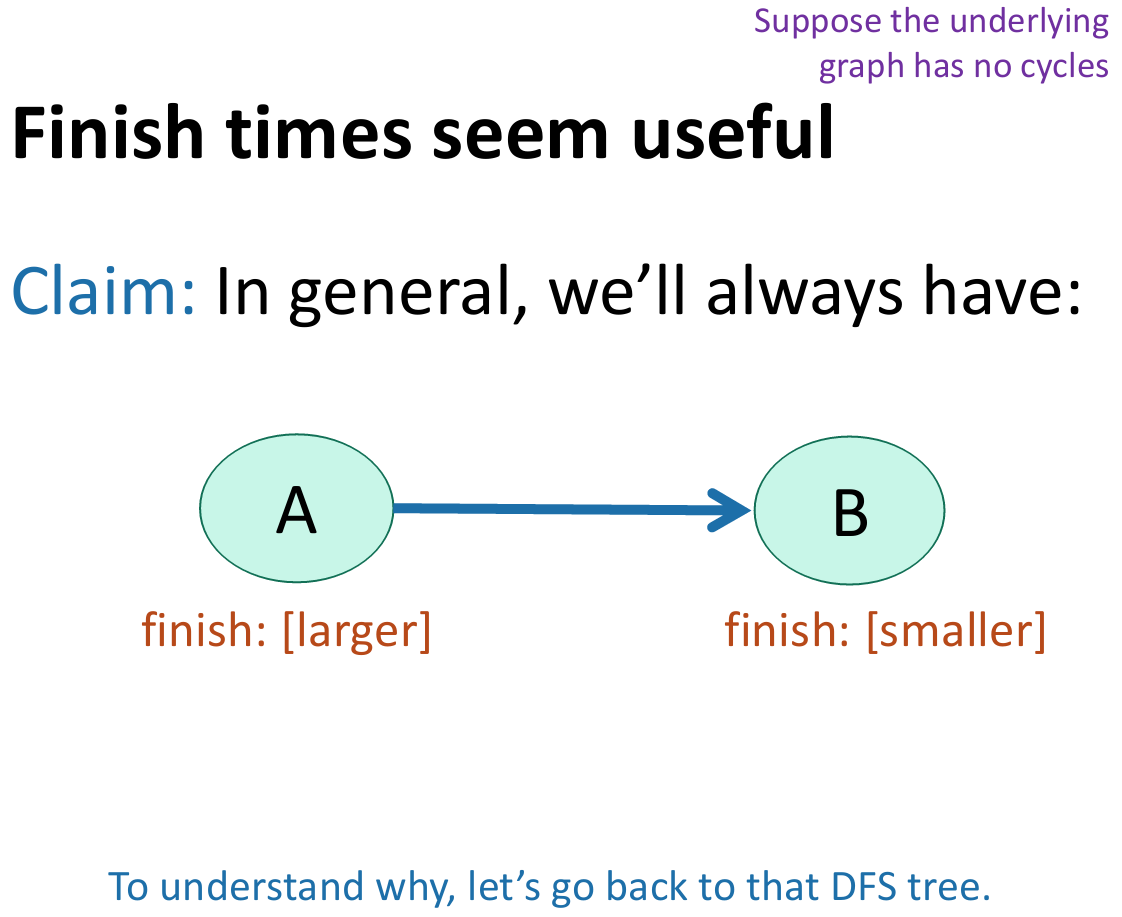 Suppose the underlying
graph has no cycles
Finish times seem useful
Claim: In general, we’ll always have:
A
B
finish: [larger]
finish: [smaller]
To understand why, let’s go back to that DFS tree.